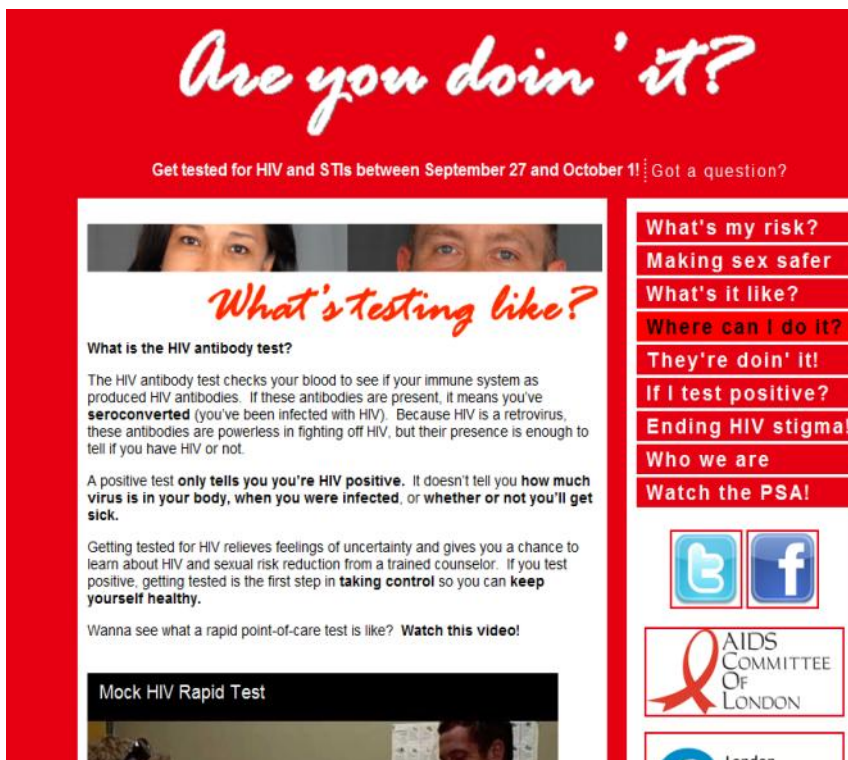 Are you doin' it?
Get tested for HIV and STIs between September 27 and October 1!
Got a question?
What's testing like?
What is the HIV antibody test?
The HIV antibody test checks your blood to see if your immune system as
produced HIV antibodies. If these antibodies are present, it means you've
seroconverted (you've been infected with HIV). Because HIV is a retrovirus,
these antibodies are powerless in fighting off HIV, but their presence is enough to
tell if you have HIV or not.
A positive test only tells you you're HIV positive. It doesn't tell you how much
virus is in your body, when you were infected, or whether or not you'll get
sick.
Getting tested for HIV relieves feelings of uncertainty and gives you a chance to
learn about HIV and sexual risk reduction from a trained counselor. If you test
positive, getting tested is the first step in taking control so you can keep
yourself healthy.
Wanna see what a rapid point-of-care test is like? Watch this video!
Mock HIV Rapid Test
What's my risk?
Making sex safer
What's it like?
Where can I do it?
They're doin' it!
If I test positive?
Ending HIV stigma!
Who we are
Watch the PSA!
t
f
AIDS
COMMITTEE
OF
LONDON